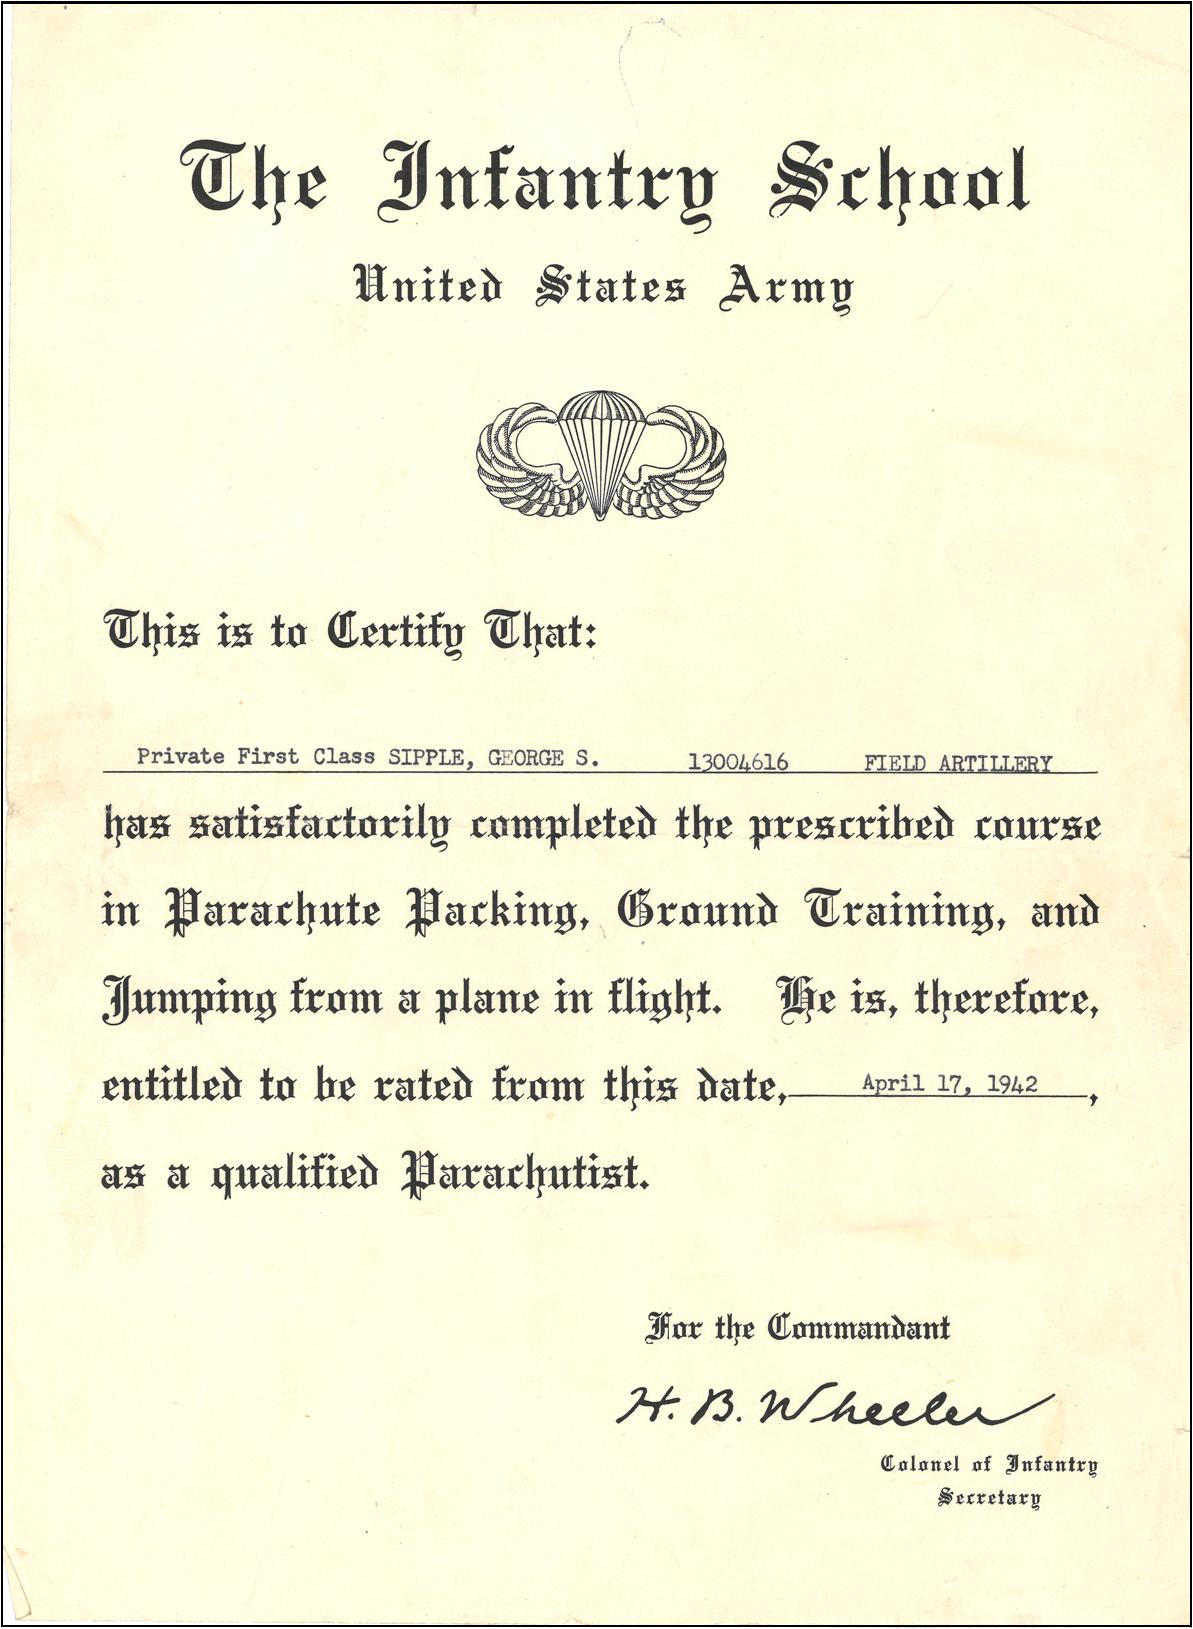 The Infantry School
United States Army
This is to Certify That:
Private First Class SIPPLE, GEORGE S. 13004616 FIELD ARTILLERY
has satisfactorily completed the prescribed course
in Parachute Packing, Ground Training, and
Jumping from a plane in flight. He is, therefore,
entitled to be rated from this date, April 17, 1942,
as a qualified Parachutist.
For the Commandant
H. B. Wheeler
Colonel of Infantry
Secretary